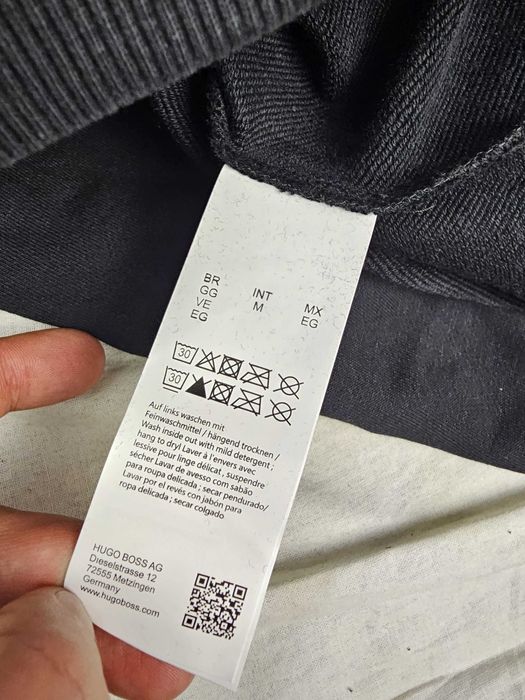 BR
GG
VE
EG
INT
M
MX
EG
30
30
Auf links waschen mit
Feinwaschmittel / hängend trocknen /
Wash inside out with mild detergent ;
hang to dry/ Laver à l'envers avec
lessive pour linge délicat , suspendre
sécher Lavar de avesso com sabão
para roupa delicada ; secar pendurado/
Lavar por el revés con jabón para
ropa delicada ; secar colgado
HUGO BOSS AG
Dieselstrasse 12
72555 Metzingen
Germany
www.hugoboss.com